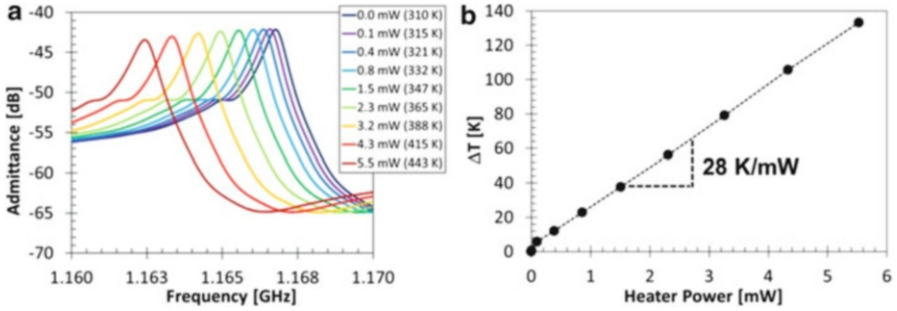 a
-40
-45
-50
-55
-60
-65
-70
Admittance [dB]
1.160
1.163
1.165
1.168
1.170
Frequency [GHz]
0.0 mW (310 K)
0.1 mW (315 K)
0.4 mW (321 K)
0.8 mW (332 K)
1.5 mW (347 K)
2.3 mW (365 K)
3.2 mW (388 K)
4.3 mW (415 K)
5.5 mW (443 K)
b
140
120
100
80
60
40
20
0
ΔT [K]
28 K/mW
0
1
2
3
4
5
6
Heater Power [mW]